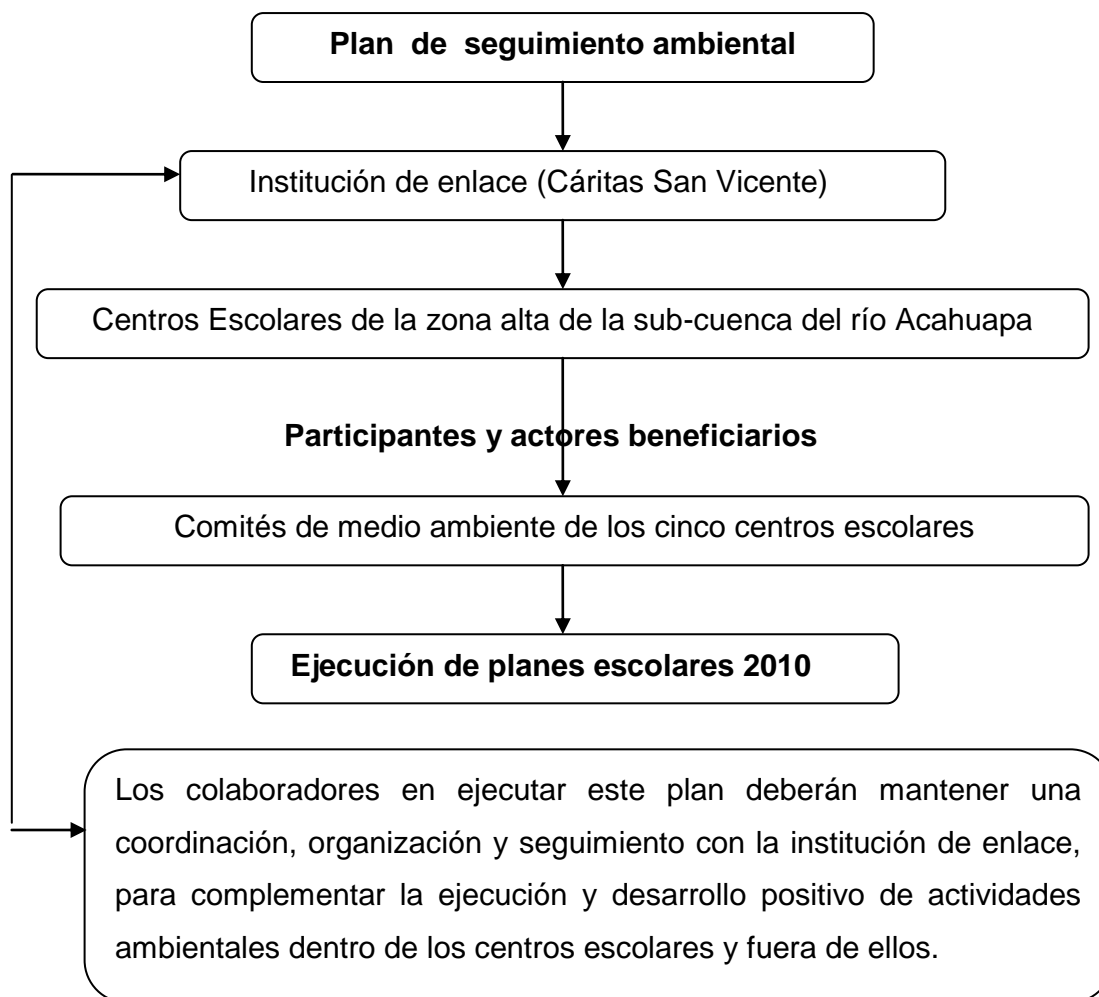 Plan de seguimiento ambiental
Institución de enlace (Cáritas San Vicente)
Centros Escolares de la zona alta de la sub-cuenca del río Acahuapa
Participantes y actores beneficiarios
Comités de medio ambiente de los cinco centros escolares
Ejecución de planes escolares 2010
Los colaboradores en ejecutar este plan deberán mantener una
coordinación, organización y seguimiento con la institución de enlace,
para complementar la ejecución y desarrollo positivo de actividades
ambientales dentro de los centros escolares y fuera de ellos.